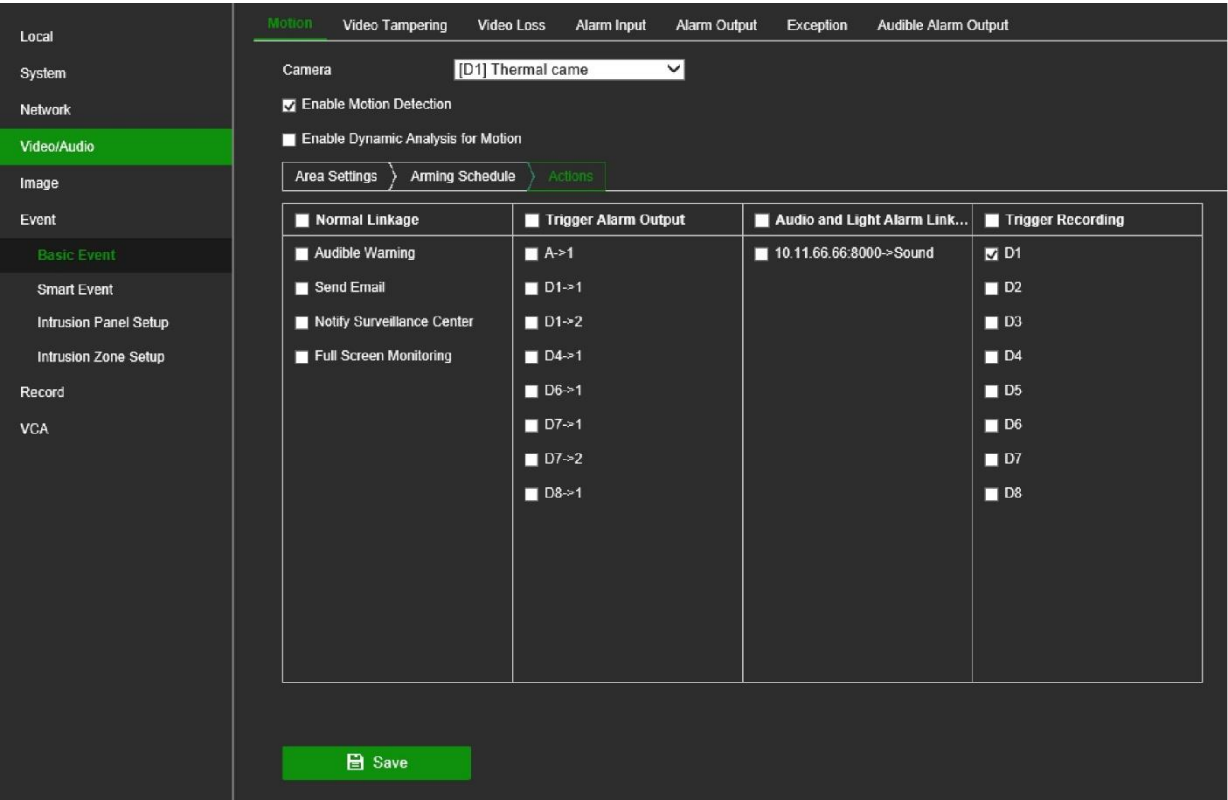 Local
System
Network
Video/Audio
Image
Event
Basic Event
Smart Event
Intrusion Panel Setup
Intrusion Zone Setup
Record
VCA
Motion Video Tampering Video Loss Alarm Input Alarm Output Exception Audible Alarm Output
Camera [D1] Thermal came
Enable Motion Detection
Enable Dynamic Analysis for Motion
Area Settings Arming Schedule Actions
Normal Linkage Trigger Alarm Output Audio and Light Alarm Link... Trigger Recording
Audible Warning A->1 10.11.66.66:8000->Sound D1
Send Email D1->1 D2
Notify Surveillance Center D1->2 D3
Full Screen Monitoring D4->1 D4
D6->1 D5
D7->1 D6
D7->2 D7
D8->1 D8
Save